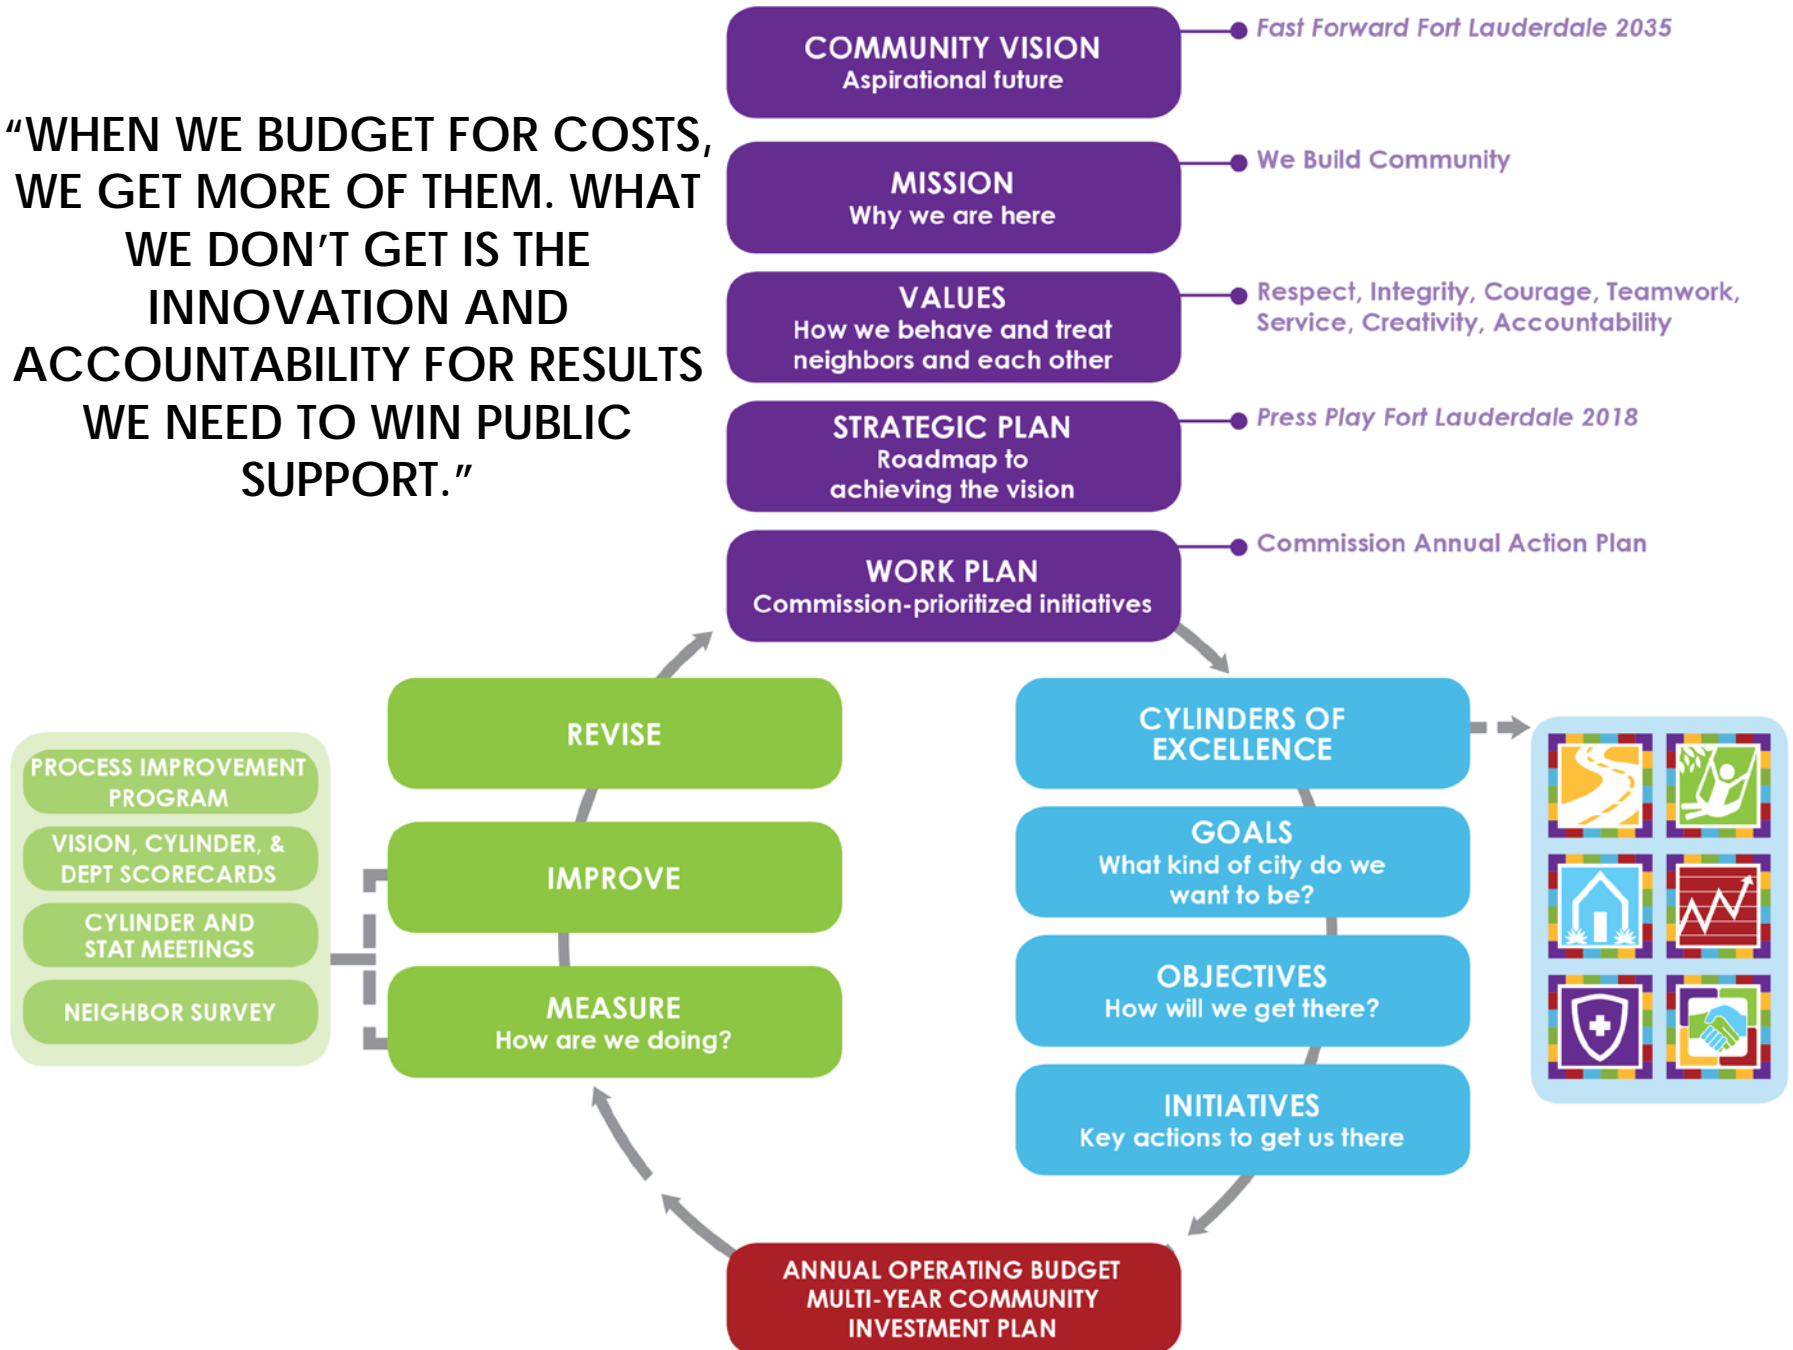 “WHEN WE BUDGET FOR COSTS,
WE GET MORE OF THEM. WHAT
WE DON’T GET IS THE
INNOVATION AND
ACCOUNTABILITY FOR RESULTS
WE NEED TO WIN PUBLIC
SUPPORT.”
COMMUNITY VISION
Aspirational future
Fast Forward Fort Lauderdale 2035
MISSION
Why we are here
We Build Community
VALUES
How we behave and treat
neighbors and each other
Respect, Integrity, Courage, Teamwork,
Service, Creativity, Accountability
STRATEGIC PLAN
Roadmap to
achieving the vision
Press Play Fort Lauderdale 2018
WORK PLAN
Commission-prioritized initiatives
Commission Annual Action Plan
CYLINDERS OF
EXCELLENCE
GOALS
What kind of city do we
want to be?
OBJECTIVES
How will we get there?
INITIATIVES
Key actions to get us there
ANNUAL OPERATING BUDGET
MULTI-YEAR COMMUNITY
INVESTMENT PLAN
REVISE
IMPROVE
MEASURE
How are we doing?
PROCESS IMPROVEMENT
PROGRAM
VISION, CYLINDER, &
DEPT SCORECARDS
CYLINDER AND
STAT MEETINGS
NEIGHBOR SURVEY